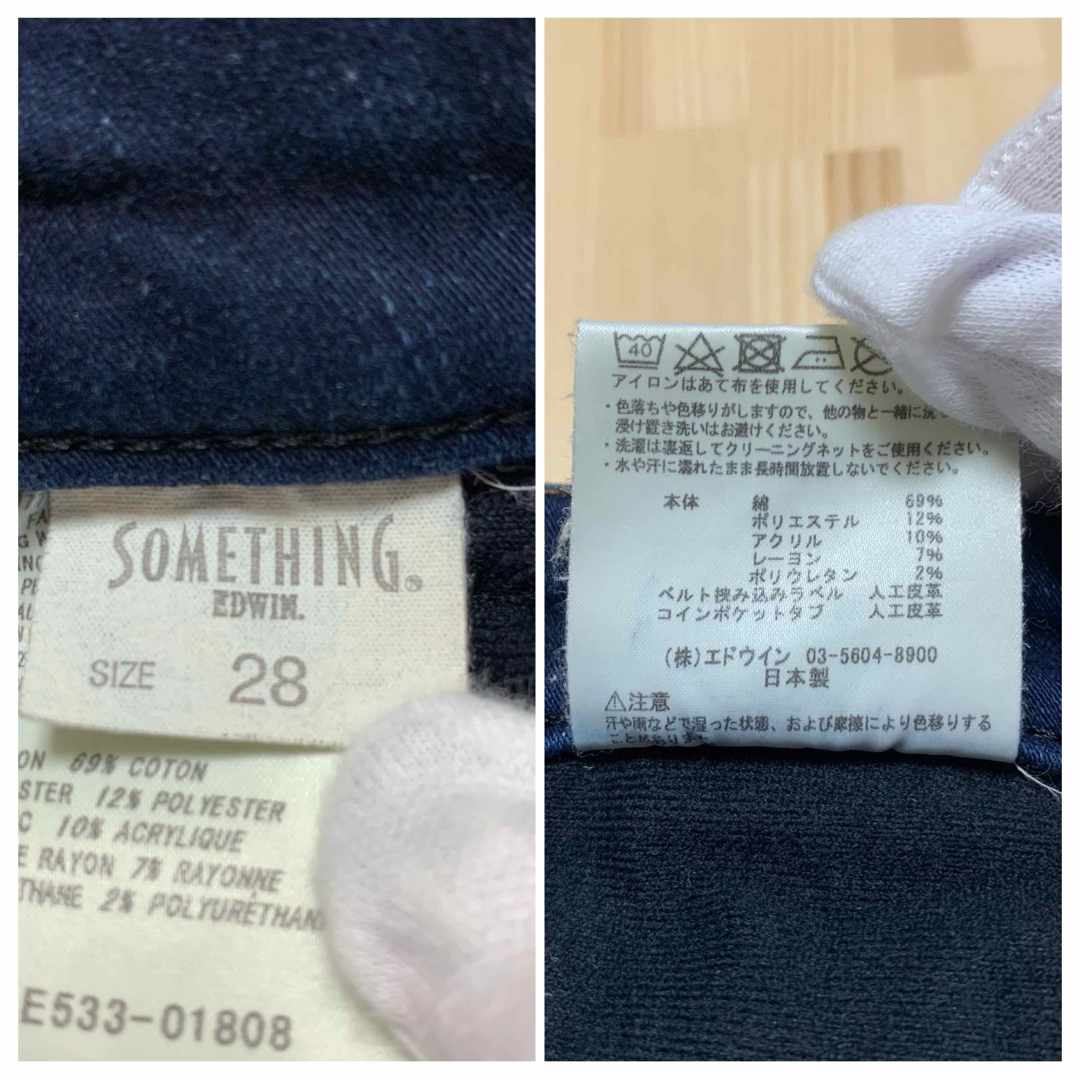 SOMETHING®
EDWIN.
SIZE 28
69% COTON
12% POLYESTER
10% ACRYLIQUE
RAYON 7% RAYONNE
2% POLYURÉTHAN
E533-01808
40
アイロンはあて布を使用してください。
・色落ちや色移りがしますので、他の物と一緒に洗
浸け置き洗いはお避けください。
・洗濯は裏返してクリーニングネットをご使用ください。
・水や汗に濡れたまま長時間放置しないでください。
本体 綿 69%
ポリエステル 12%
アクリル 10%
レーヨン 7%
ポリウレタン 2%
ベルト挟み込みラベル 人工皮革
コインポケットタブ 人工皮革
(株)エドウイン 03-5604-8900
日本製
⚠注意
汗や雨などで湿った状態、および摩擦により色移りする
ことがあります